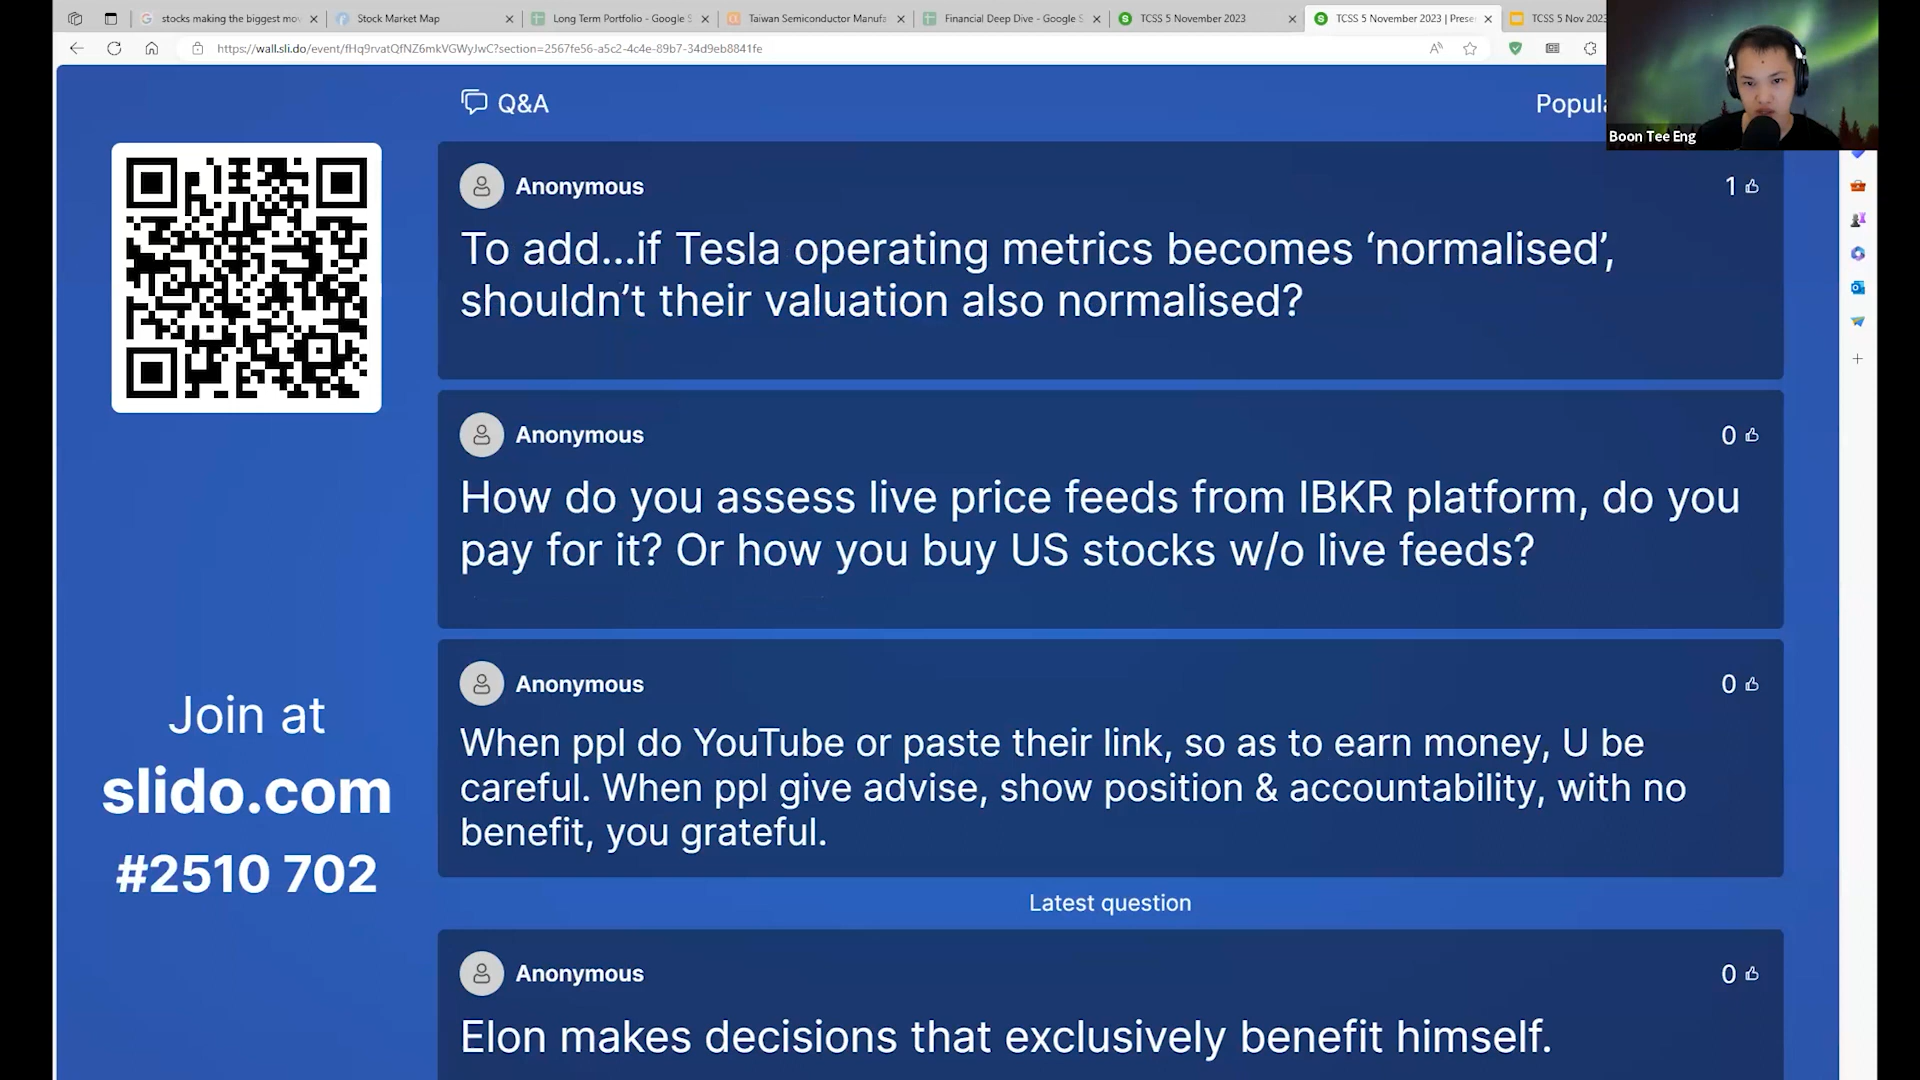 stocks making the biggest mov
Stock Market Map
Long Term Portfolio - Google S
Taiwan Semiconductor Manufa
Financial Deep Dive - Google S
TCSS 5 November 2023
TCSS 5 November 2023 | Prese
TCSS 5 Nov 202
https://wall.sli.do/event/fHq9rvatQfNZ6mkVGWyJwC?section=2567fe56-a5c2-4c4e-89b7-34d9eb8841fe
Boon Tee Eng
Q&A
Popula
Anonymous
1
To add...if Tesla operating metrics becomes ‘normalised’,
shouldn’t their valuation also normalised?
Anonymous
0
How do you assess live price feeds from IBKR platform, do you
pay for it? Or how you buy US stocks w/o live feeds?
Anonymous
0
When ppl do YouTube or paste their link, so as to earn money, U be
careful. When ppl give advise, show position & accountability, with no
benefit, you grateful.
Latest question
Anonymous
0
Elon makes decisions that exclusively benefit himself.
Join at
slido.com
#2510 702